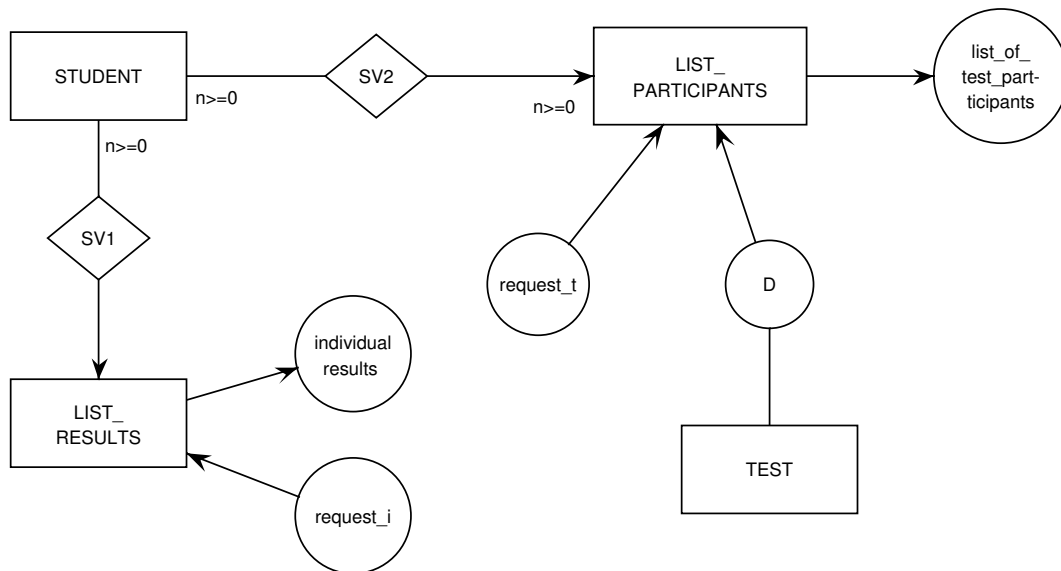 STUDENT
SV2
n>=0
n>=0
LIST_
PARTICIPANTS
list_of_
test_part-
ticipants
n>=0
SV1
request_t
D
individual
results
LIST_
RESULTS
request_i
TEST